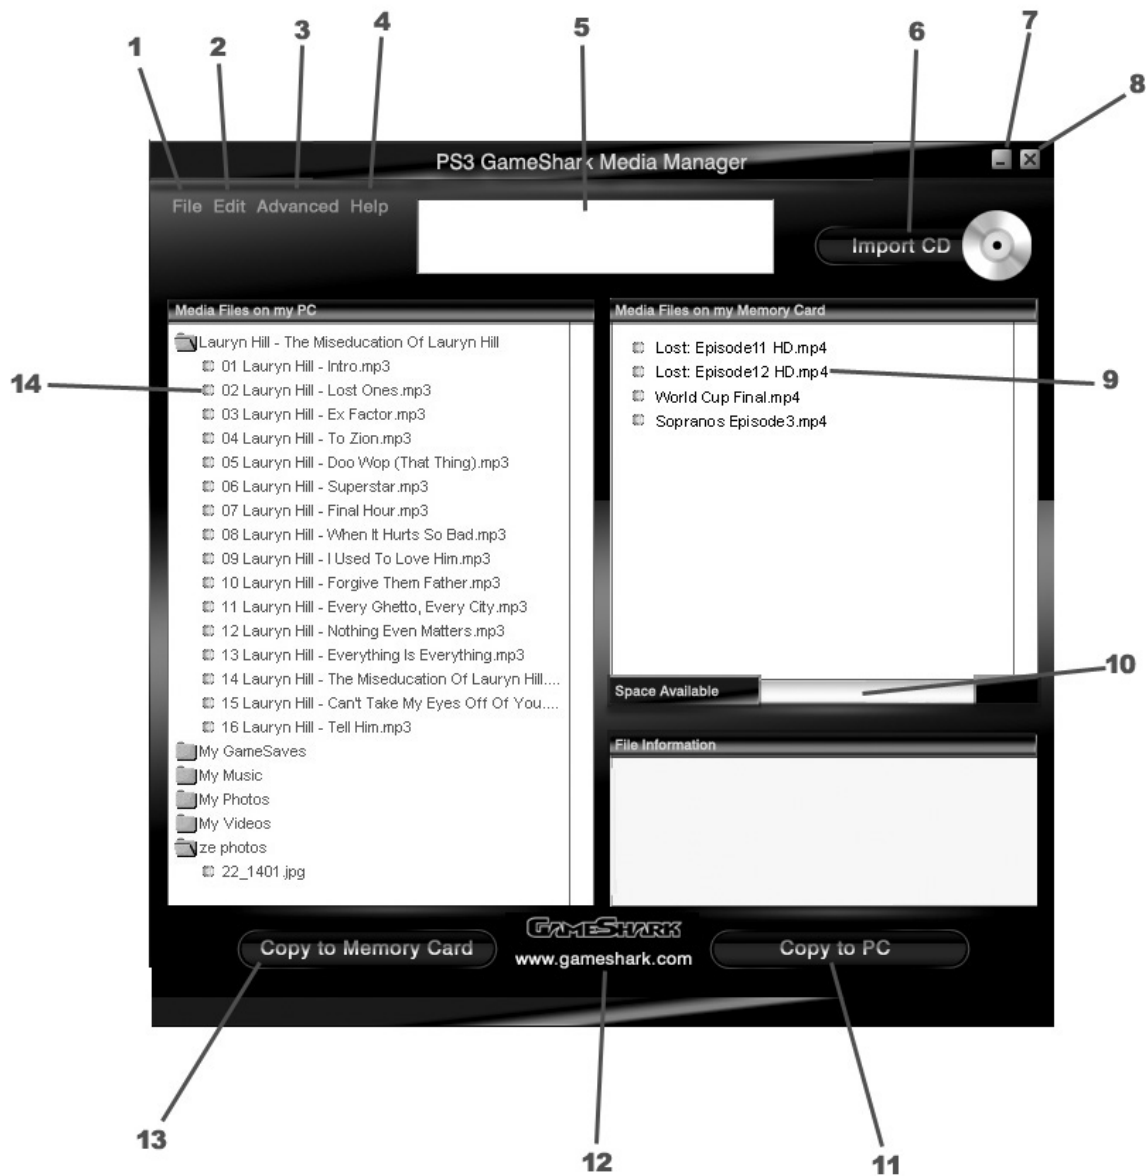 1
2
3
4
5
6
7
8
PS3 GameShark Media Manager
File Edit Advanced Help
Import CD
Media Files on my PC
Lauryn Hill - The Miseducation Of Lauryn Hill
01 Lauryn Hill - Intro.mp3
02 Lauryn Hill - Lost Ones.mp3
03 Lauryn Hill - Ex Factor.mp3
04 Lauryn Hill - To Zion.mp3
05 Lauryn Hill - Doo Wop (That Thing).mp3
06 Lauryn Hill - Superstar.mp3
07 Lauryn Hill - Final Hour.mp3
08 Lauryn Hill - When It Hurts So Bad.mp3
09 Lauryn Hill - I Used To Love Him.mp3
10 Lauryn Hill - Forgive Them Father.mp3
11 Lauryn Hill - Every Ghetto, Every City.mp3
12 Lauryn Hill - Nothing Even Matters.mp3
13 Lauryn Hill - Everything Is Everything.mp3
14 Lauryn Hill - The Miseducation Of Lauryn Hill....
15 Lauryn Hill - Can't Take My Eyes Off Of You....
16 Lauryn Hill - Tell Him.mp3
My GameSaves
My Music
My Photos
My Videos
ze photos
22_1401.jpg
14
Media Files on my Memory Card
Lost: Episode11 HD.mp4
Lost: Episode12 HD.mp4
World Cup Final.mp4
Sopranos Episode3.mp4
9
Space Available
10
File Information
Copy to Memory Card
GAMESHARK
www.gameshark.com
Copy to PC
13
12
11